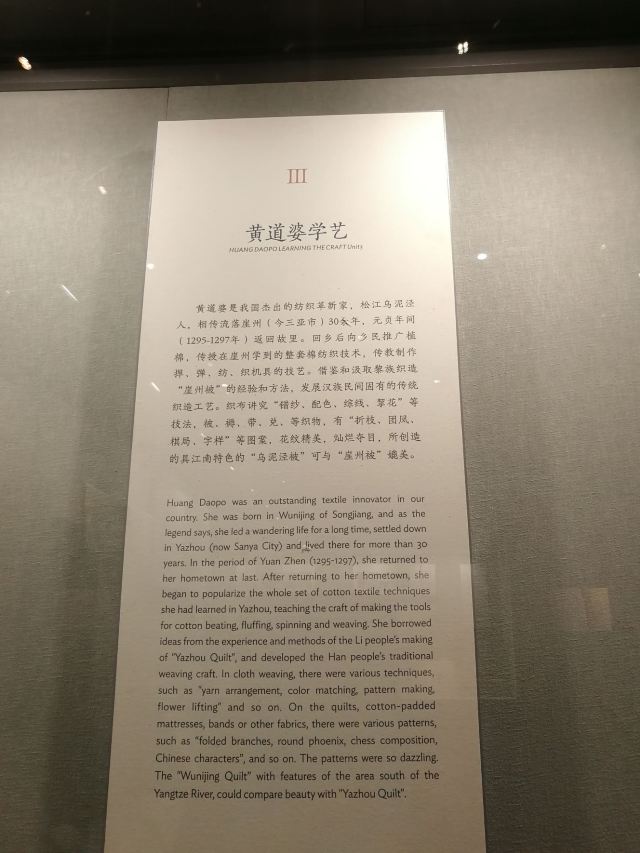 III
黄道婆学艺
HUANG DAOPO LEARNING THE CRAFT Units
黄道婆是我国杰出的纺织革新家，松江乌泥泾
人，相传流落崖州（今三亚市）30余年，元贞年间
（1295-1297年）返回故里。回乡后向乡民推广植
棉，传授在崖州学到的整套棉纺织技术，传教制作
捍、弹、纺、织机具的技艺。借鉴和汲取黎族织造
“崖州被”的经验和方法，发展汉族民间固有的传统
织造工艺。织布讲究“错纱、配色、综线、挈花”等
技法，被、褥、带、兑、等织物，有“折枝、团凤、
棋局、字样”等图案，花纹精美，灿烂夺目，所创造
的具江南特色的“乌泥泾被”可与“崖州被”媲美。
Huang Daopo was an outstanding textile innovator in our
country. She was born in Wunijing of Songjiang, and as the
legend says, she led a wandering life for a long time, settled down
in Yazhou (now Sanya City) and lived there for more than 30
years. In the period of Yuan Zhen (1295-1297), she returned to
her hometown at last. After returning to her hometown, she
began to popularize the whole set of cotton textile techniques
she had learned in Yazhou, teaching the craft of making the tools
for cotton beating, fluffing, spinning and weaving. She borrowed
ideas from the experience and methods of the Li people's making
of "Yazhou Quilt", and developed the Han people's traditional
weaving craft. In cloth weaving, there were various techniques,
such as "yarn arrangement, color matching, pattern making,
flower lifting" and so on. On the quilts, cotton-padded
mattresses, bands or other fabrics, there were various patterns,
such as "folded branches, round phoenix, chess composition,
Chinese characters", and so on. The patterns were so dazzling.
The "Wunijing Quilt" with features of the area south of the
Yangtze River, could compare beauty with "Yazhou Quilt".